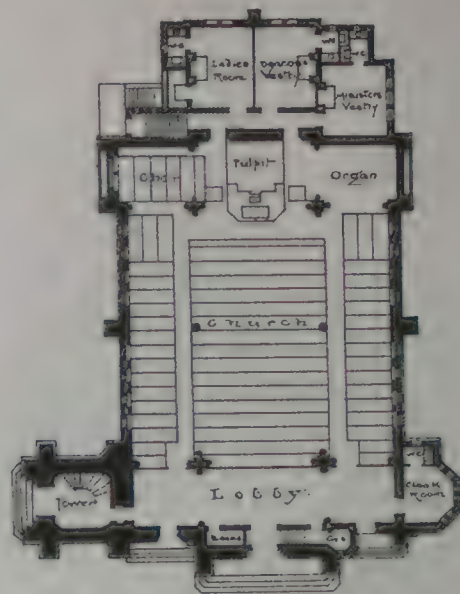 Ladies
Room
Deacons
Vestry
Ministers
Vestry
Choir
Pulpit
Organ
Church
Lobby
Tower
Cloak
Room